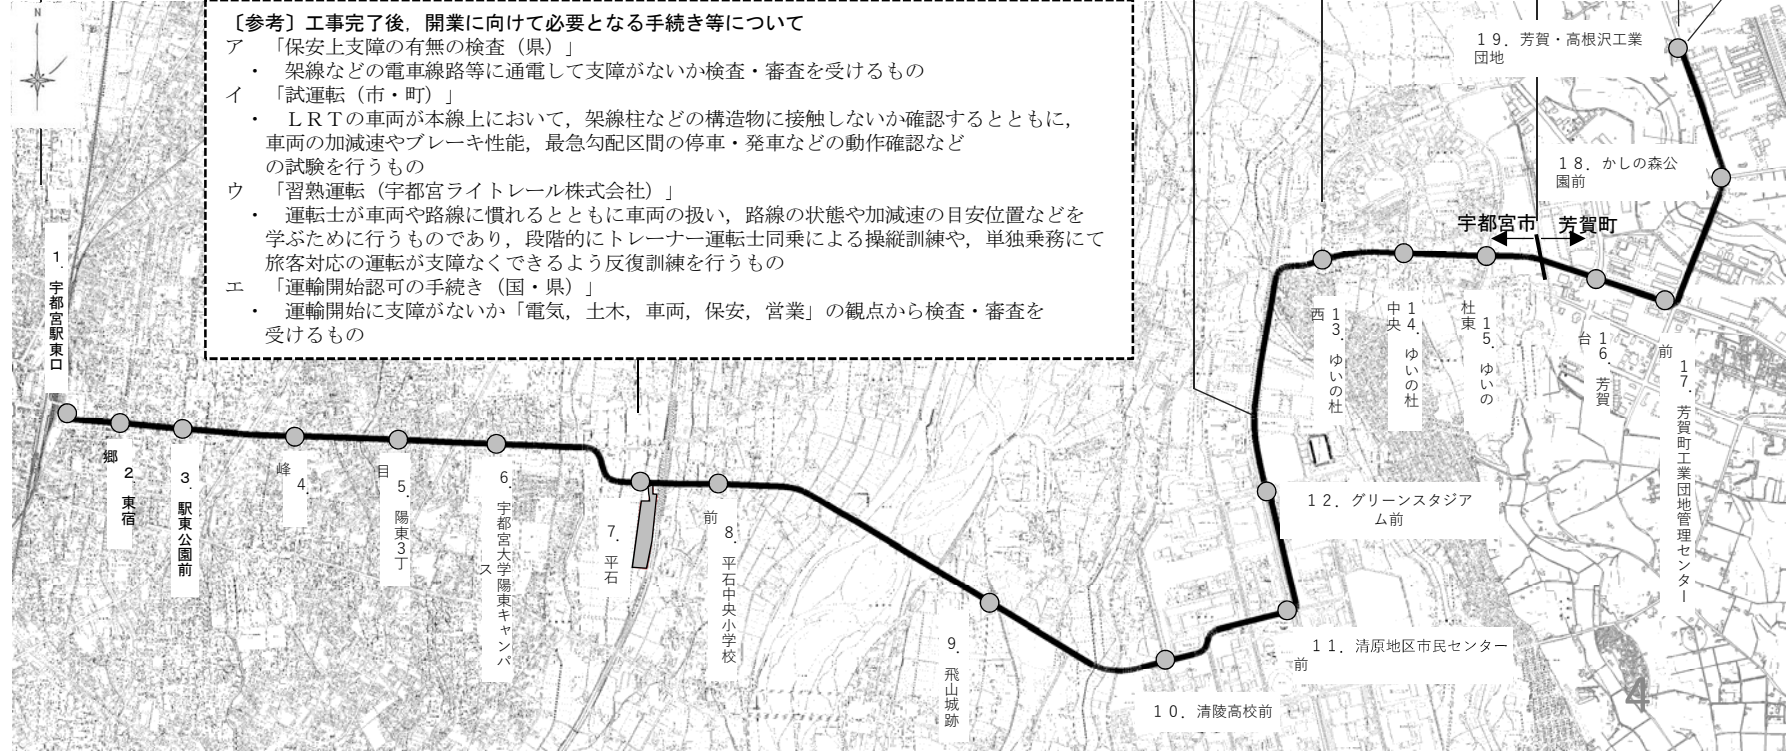 N
〔参考〕工事完了後，開業に向けて必要となる手続き等について
ア　「保安上支障の有無の検査（県）」
・　架線などの電車線路等に通電して支障がないか検査・審査を受けるもの
イ　「試運転（市・町）」
・　ＬＲＴの車両が本線上において，架線柱などの構造物に接触しないか確認するとともに，
車両の加減速やブレーキ性能，最急勾配区間の停車・発車などの動作確認など
の試験を行うもの
ウ　「習熟運転（宇都宮ライトレール株式会社）」
・　運転士が車両や路線に慣れるとともに車両の扱い，路線の状態や加減速の目安位置などを
学ぶために行うものであり，段階的にトレーナー運転士同乗による操縦訓練や，単独乗務にて
旅客対応の運転が支障なくできるよう反復訓練を行うもの
エ　「運輸開始認可の手続き（国・県）」
・　運輸開始に支障がないか「電気，土木，車両，保安，営業」の観点から検査・審査を
受けるもの
１．宇都宮駅東口
２．東宿
郷
３．駅東公園前
４．
峰
５．陽東３丁
目
６．宇都宮大学陽東キャンパ
ス
７．平石
８．平石中央小学校
前
９．飛山城跡
１０．清陵高校前
１１．清原地区市民センター
前
１２．グリーンスタジア
ム前
１３．ゆいの杜
西
１４．ゆいの杜
中央
１５．ゆいの
杜東
宇都宮市
芳賀町
１６．芳賀
台
１７．芳賀町工業団地管理センター
前
１８．かしの森公
園前
１９．芳賀・高根沢工業
団地
4